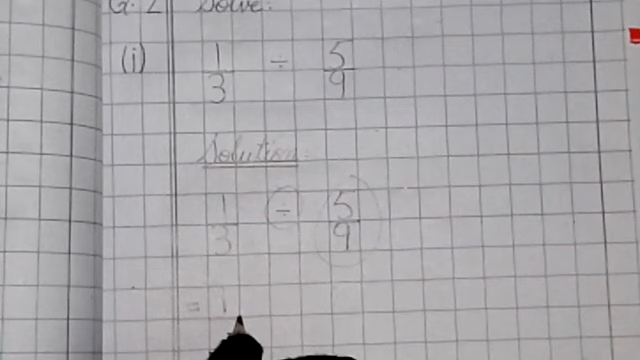 Q. 2 Solve:
(i) 1/3 ÷ 5/9
Solution:
1/3 ÷ 5/9
= 1